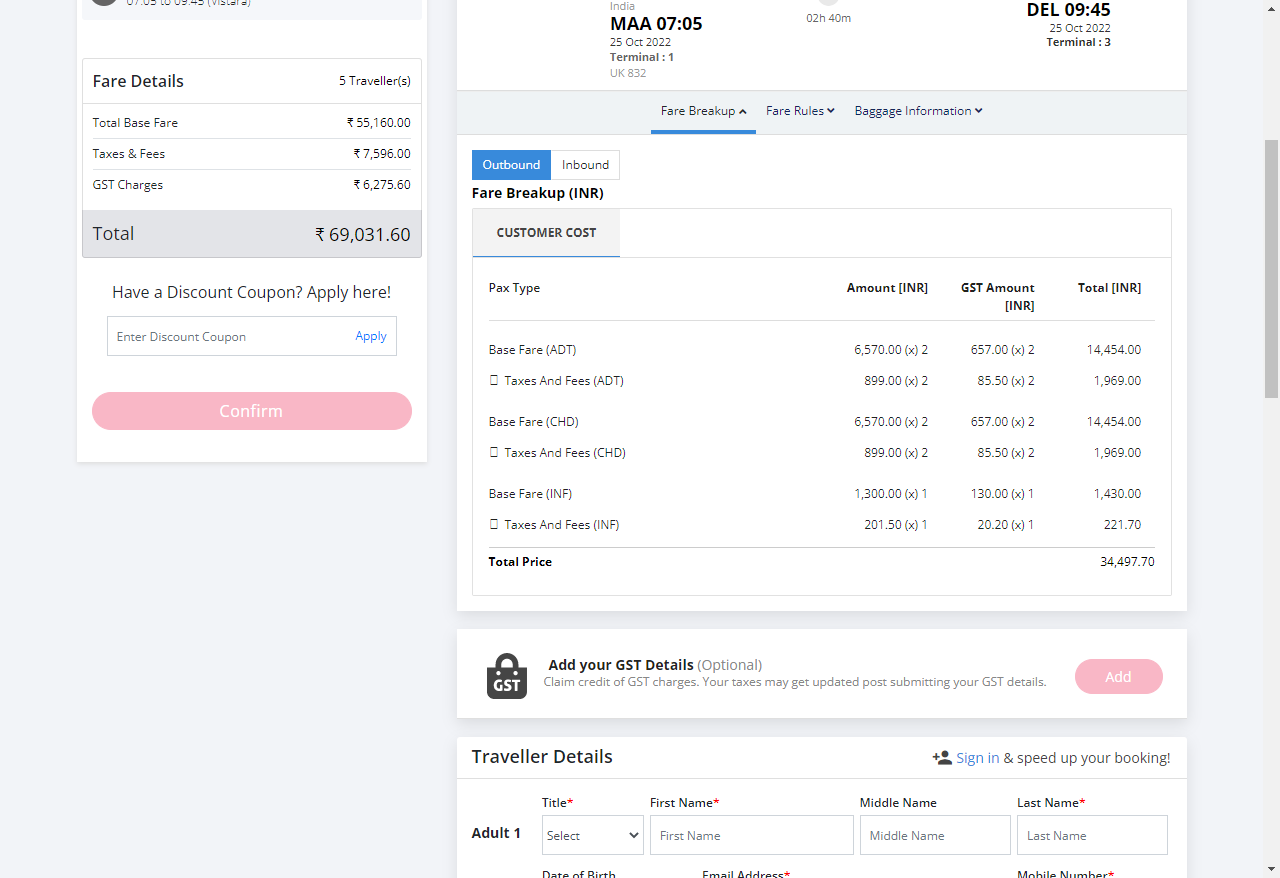 07:05 to 09:45 (Vistara)
Fare Details 5 Traveller(s)
Total Base Fare ₹ 55,160.00
Taxes & Fees ₹ 7,596.00
GST Charges ₹ 6,275.60
Total ₹ 69,031.60
Have a Discount Coupon? Apply here!
Enter Discount Coupon Apply
Confirm
India
MAA 07:05
25 Oct 2022
Terminal : 1
UK 832
02h 40m
DEL 09:45
25 Oct 2022
Terminal : 3
Fare Breakup Fare Rules Baggage Information
Outbound Inbound
Fare Breakup (INR)
CUSTOMER COST
Pax Type Amount [INR] GST Amount [INR] Total [INR]
Base Fare (ADT) 6,570.00 (x) 2 657.00 (x) 2 14,454.00
Taxes And Fees (ADT) 899.00 (x) 2 85.50 (x) 2 1,969.00
Base Fare (CHD) 6,570.00 (x) 2 657.00 (x) 2 14,454.00
Taxes And Fees (CHD) 899.00 (x) 2 85.50 (x) 2 1,969.00
Base Fare (INF) 1,300.00 (x) 1 130.00 (x) 1 1,430.00
Taxes And Fees (INF) 201.50 (x) 1 20.20 (x) 1 221.70
Total Price 34,497.70
GST
Add your GST Details (Optional)
Claim credit of GST charges. Your taxes may get updated post submitting your GST details.
Add
Traveller Details Sign in & speed up your booking!
Title* First Name* Middle Name Last Name*
Adult 1 Select First Name Middle Name Last Name
Date of Birth Email Address* Mobile Number*